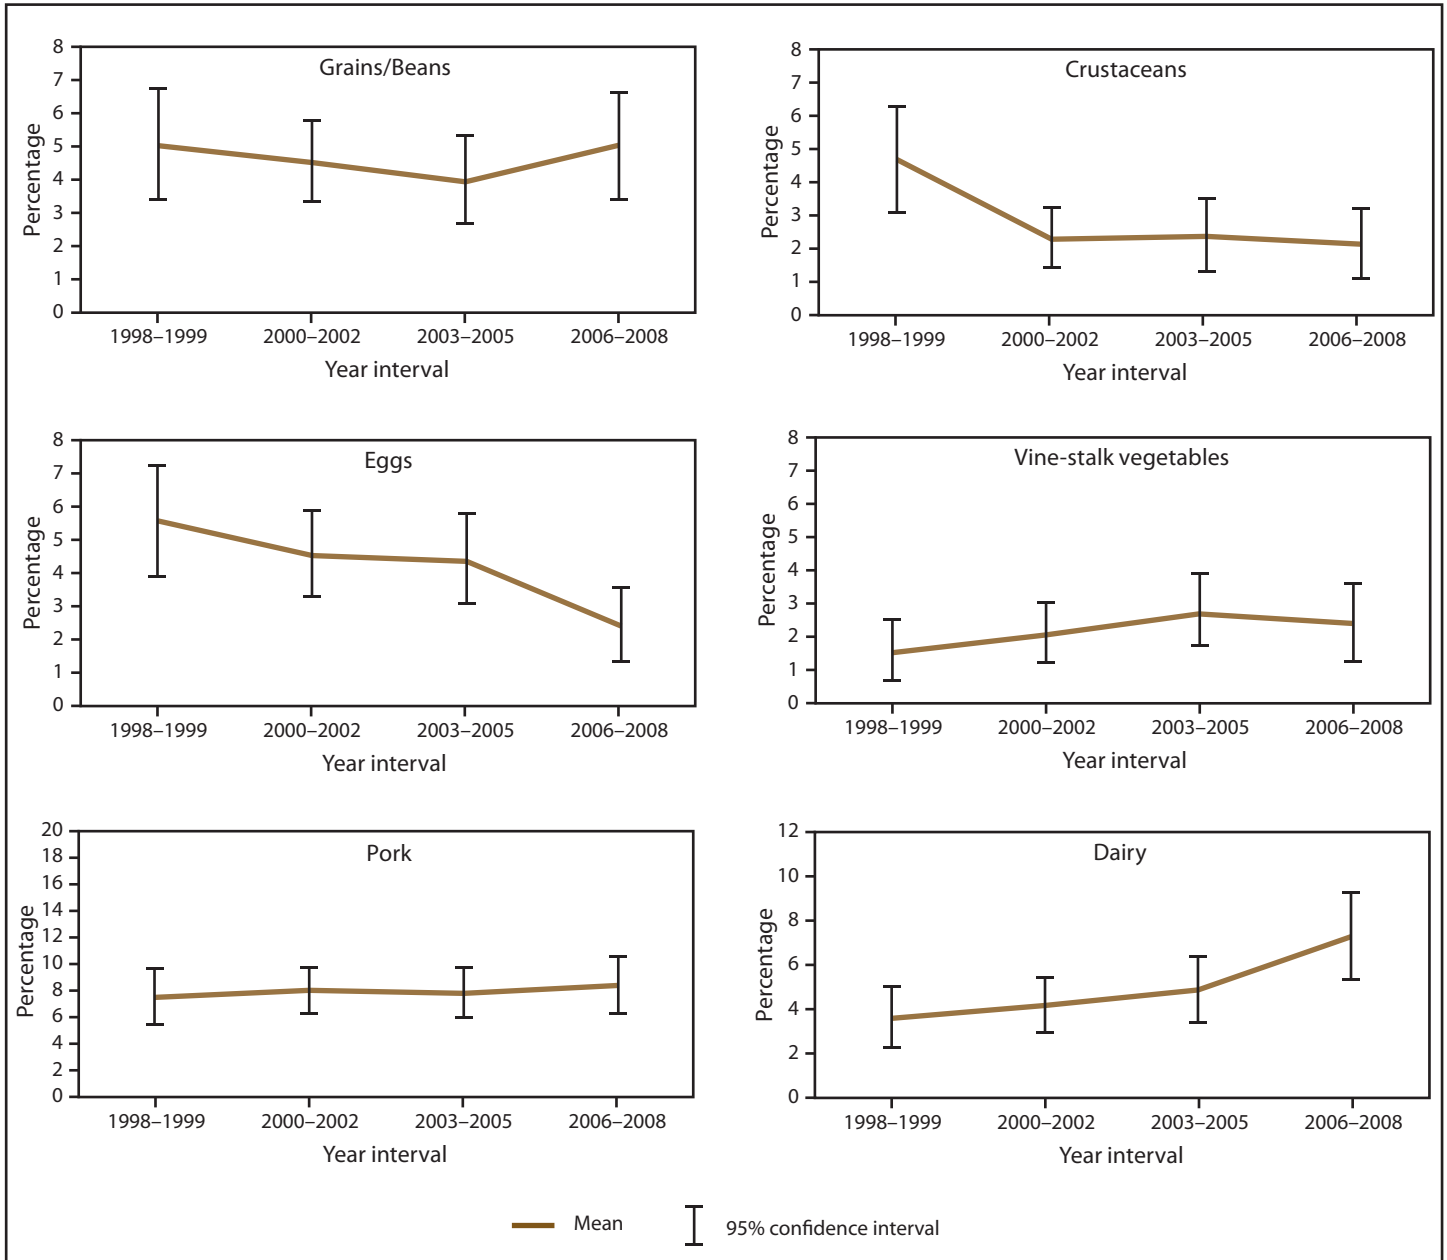 Grains/Beans
Percentage
8
7
6
5
4
3
2
1
0
1998–1999 2000–2002 2003–2005 2006–2008
Year interval
Crustaceans
Percentage
8
7
6
5
4
3
2
1
0
1998–1999 2000–2002 2003–2005 2006–2008
Year interval
Eggs
Percentage
8
7
6
5
4
3
2
1
0
1998–1999 2000–2002 2003–2005 2006–2008
Year interval
Vine-stalk vegetables
Percentage
8
7
6
5
4
3
2
1
0
1998–1999 2000–2002 2003–2005 2006–2008
Year interval
Pork
Percentage
20
18
16
14
12
10
8
6
4
2
0
1998–1999 2000–2002 2003–2005 2006–2008
Year interval
Dairy
Percentage
12
10
8
6
4
2
0
1998–1999 2000–2002 2003–2005 2006–2008
Year interval
Mean 95% confidence interval